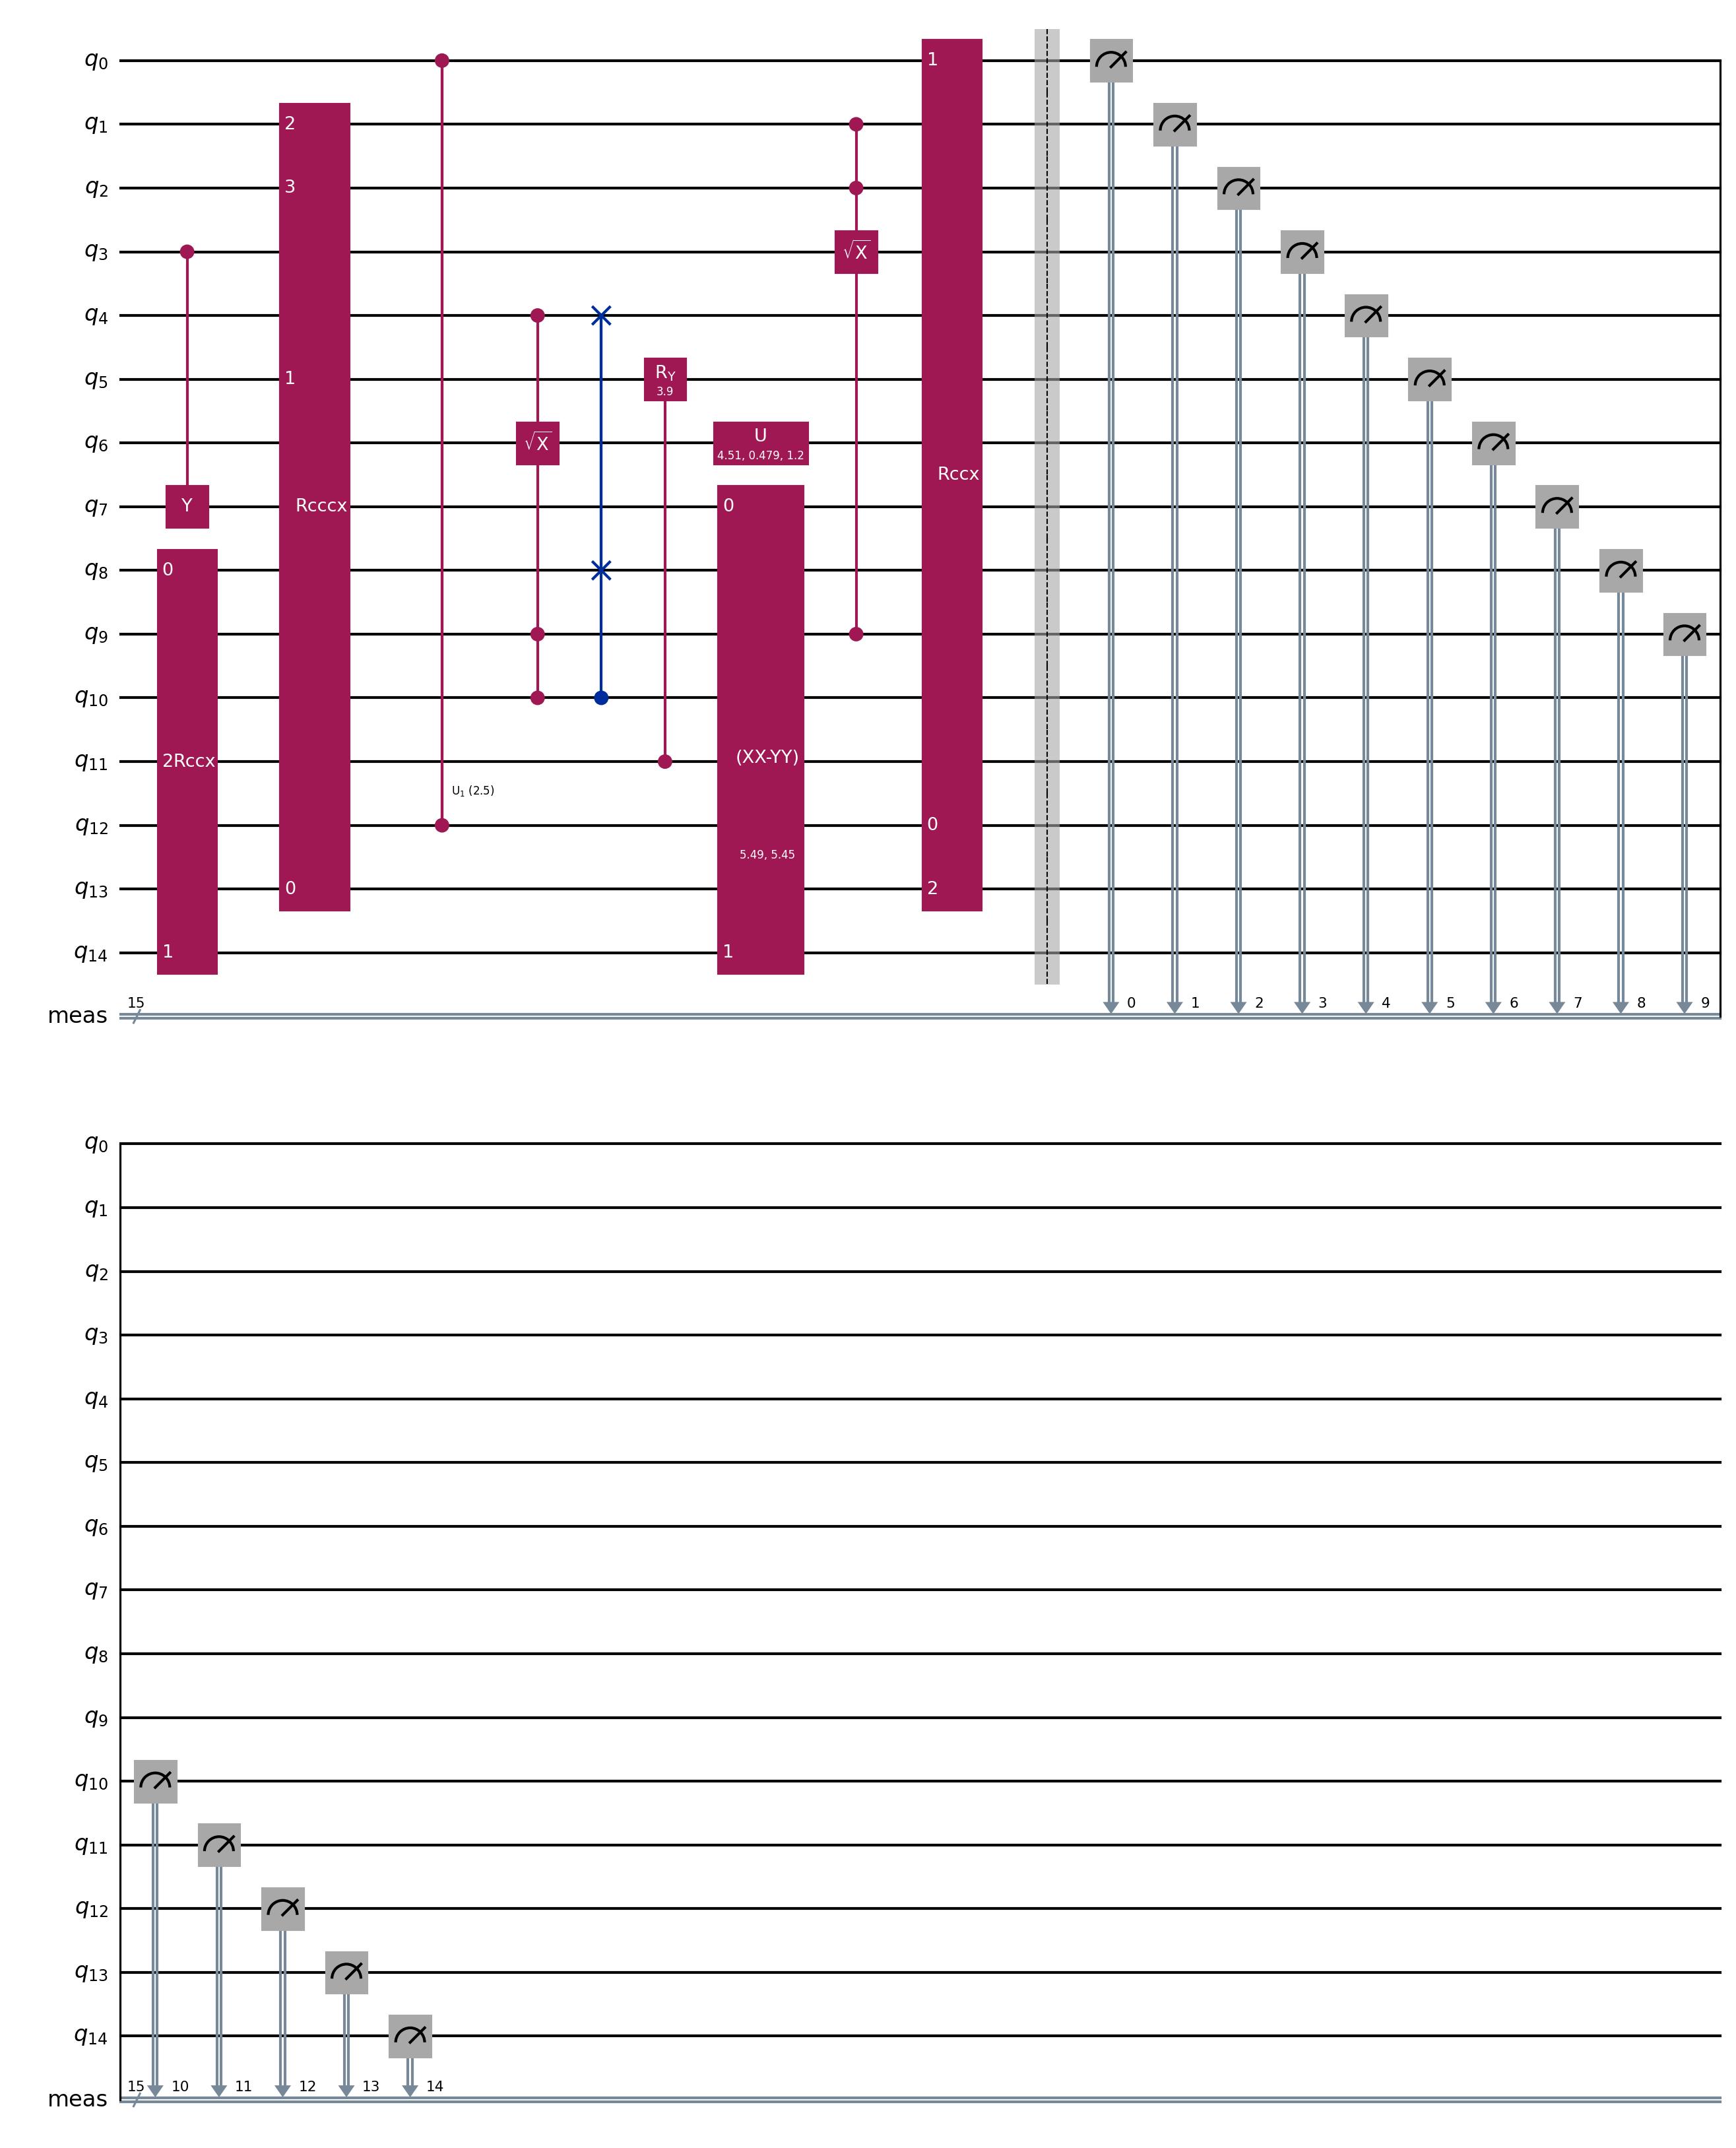 q0
1
q1
2
q2
3
q3
√X
q4
q5
1
RY
3.9
q6
√X
U
4.51, 0.479, 1.2
Rccx
q7
Y
Rcccx
0
q8
0
q9
q10
q11
2Rccx
(XX-YY)
U1 (2.5)
q12
0
5.49, 5.45
q13
0
2
q14
1
1
meas
15
0 1 2 3 4 5 6 7 8 9
q0
q1
q2
q3
q4
q5
q6
q7
q8
q9
q10
q11
q12
q13
q14
meas
15 10 11 12 13 14